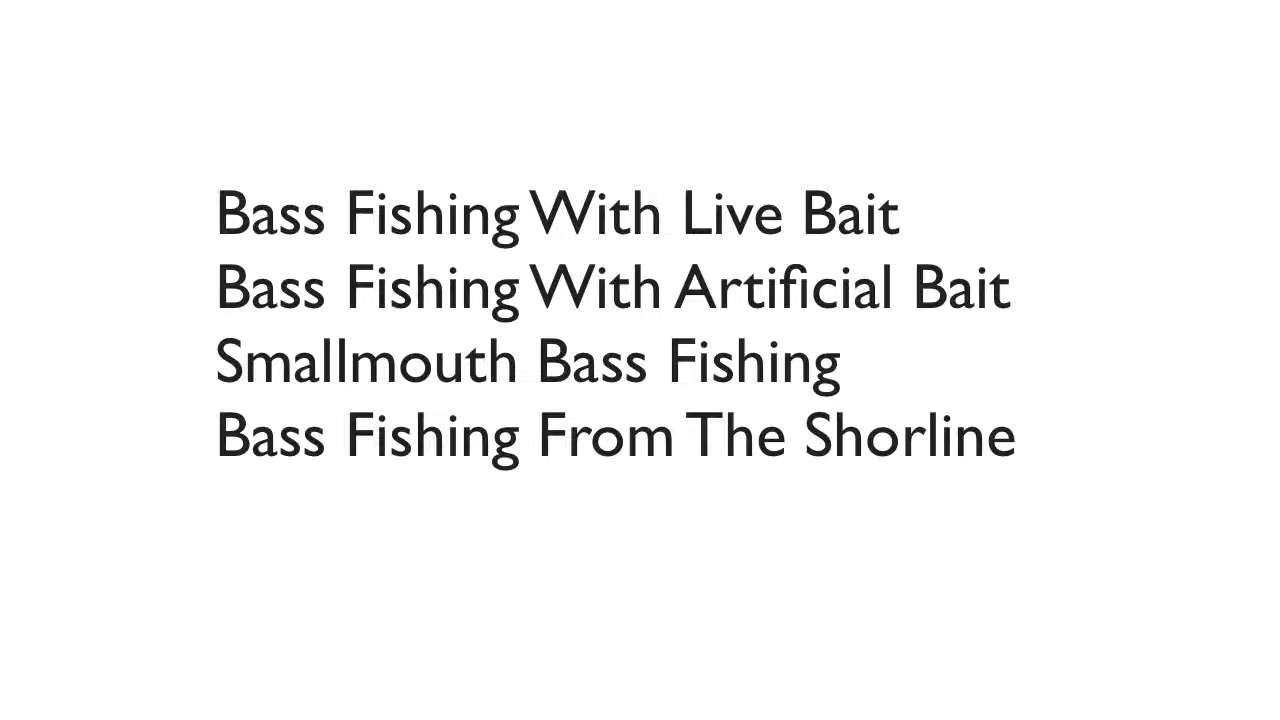 Bass Fishing With Live Bait
Bass Fishing With Artificial Bait
Smallmouth Bass Fishing
Bass Fishing From The Shorline